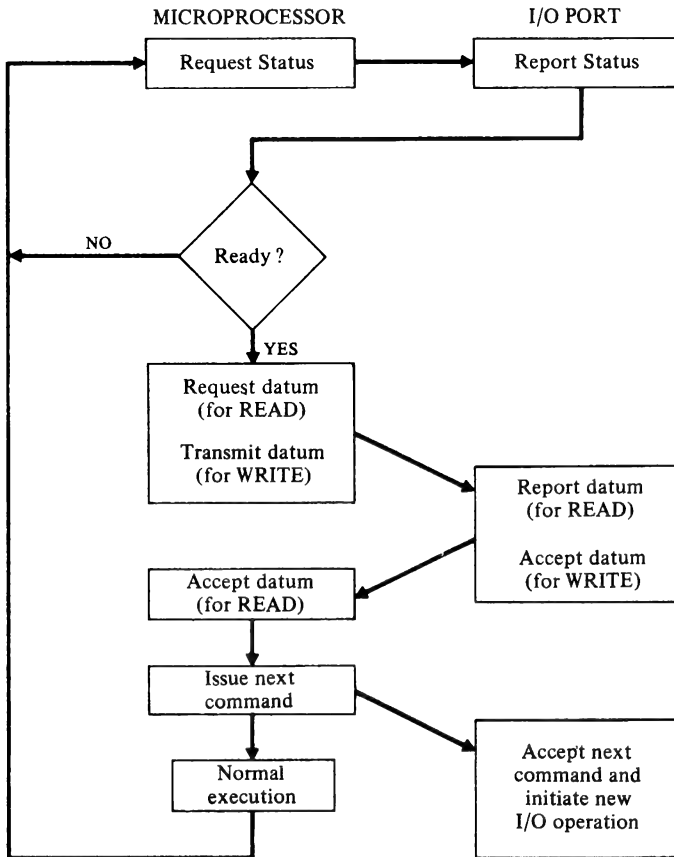 MICROPROCESSOR
I/O PORT
Request Status
Report Status
Ready ?
NO
YES
Request datum
(for READ)
Transmit datum
(for WRITE)
Report datum
(for READ)
Accept datum
(for WRITE)
Accept datum
(for READ)
Issue next
command
Accept next
command and
initiate new
I/O operation
Normal
execution